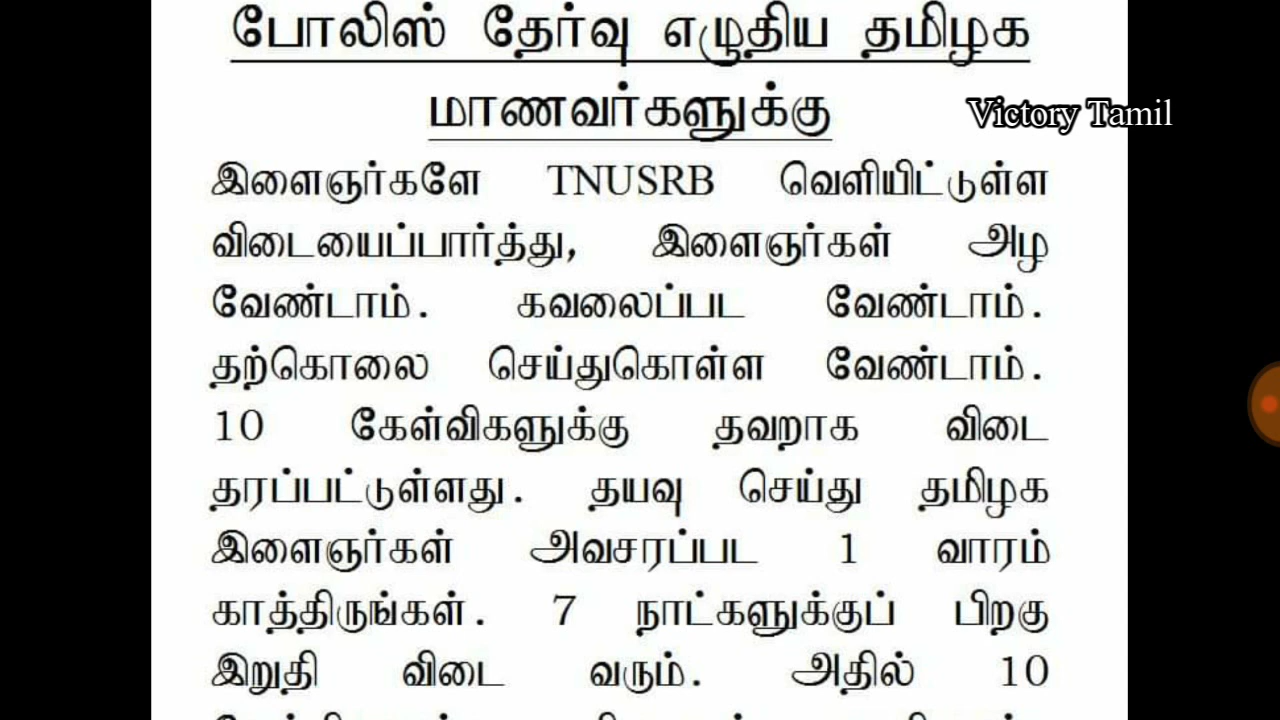 போலிஸ் தேர்வு எழுதிய தமிழக
மாணவர்களுக்கு
Victory Tamil
இளைஞர்களே TNUSRB வெளியிட்டுள்ள
விடையைப்பார்த்து, இளைஞர்கள் அழ
வேண்டாம். கவலைப்பட வேண்டாம்.
தற்கொலை செய்துகொள்ள வேண்டாம்.
10 கேள்விகளுக்கு தவறாக விடை
தரப்பட்டுள்ளது. தயவு செய்து தமிழக
இளைஞர்கள் அவசரப்பட 1 வாரம்
காத்திருங்கள். 7 நாட்களுக்குப் பிறகு
இறுதி விடை வரும். அதில் 10